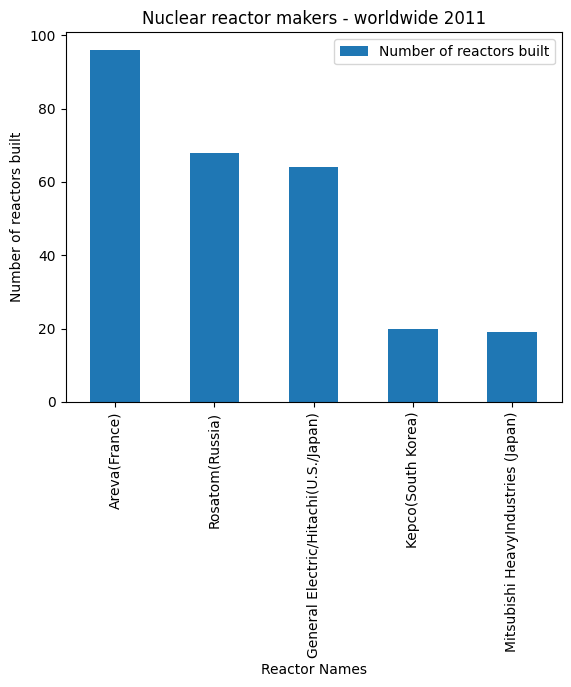 Nuclear reactor makers - worldwide 2011
Number of reactors built
Number of reactors built
100
80
60
40
20
0
Areva(France)
Rosatom(Russia)
General Electric/Hitachi(U.S./Japan)
Kepco(South Korea)
Mitsubishi HeavyIndustries (Japan)
Reactor Names